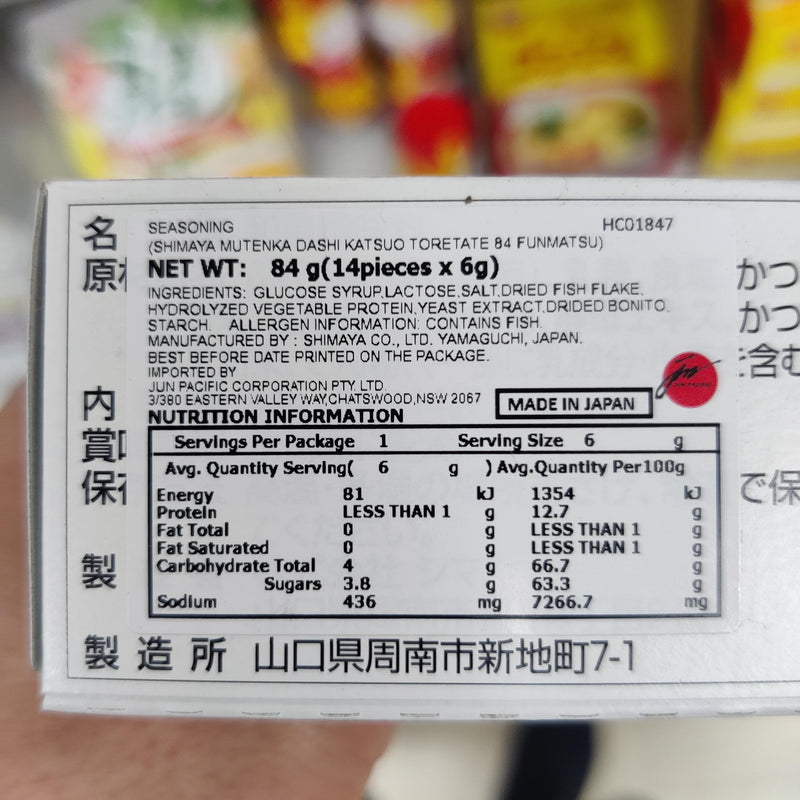 名
SEASONING HC01847
(SHIMAYA MUTENKA DASHI KATSUO TORETATE 84 FUNMATSU)
原
NET WT: 84 g(14pieces x 6g)
かつ
INGREDIENTS: GLUCOSE SYRUP,LACTOSE,SALT,DRIED FISH FLAKE,
HYDROLYZED VEGETABLE PROTEIN,YEAST EXTRACT,DRIDED BONITO,
かつ
STARCH. ALLERGEN INFORMATION: CONTAINS FISH.
MANUFACTURED BY : SHIMAYA CO., LTD. YAMAGUCHI, JAPAN.
BEST BEFORE DATE PRINTED ON THE PACKAGE.
を含む
IMPORTED BY
JUN PACIFIC CORPORATION PTY. LTD.
3/380 EASTERN VALLEY WAY,CHATSWOOD,NSW 2067
MADE IN JAPAN
内
NUTRITION INFORMATION
賞
Servings Per Package 1 Serving Size 6 g
Avg. Quantity Serving( 6 g ) Avg.Quantity Per100g
保
で保
Energy 81 kJ 1354 kJ
Protein LESS THAN 1 g 12.7 g
Fat Total 0 g LESS THAN 1 g
Fat Saturated 0 g LESS THAN 1 g
Carbohydrate Total 4 g 66.7 g
製
Sugars 3.8 g 63.3 g
Sodium 436 mg 7266.7 mg
製造所 山口県周南市新地町7-1